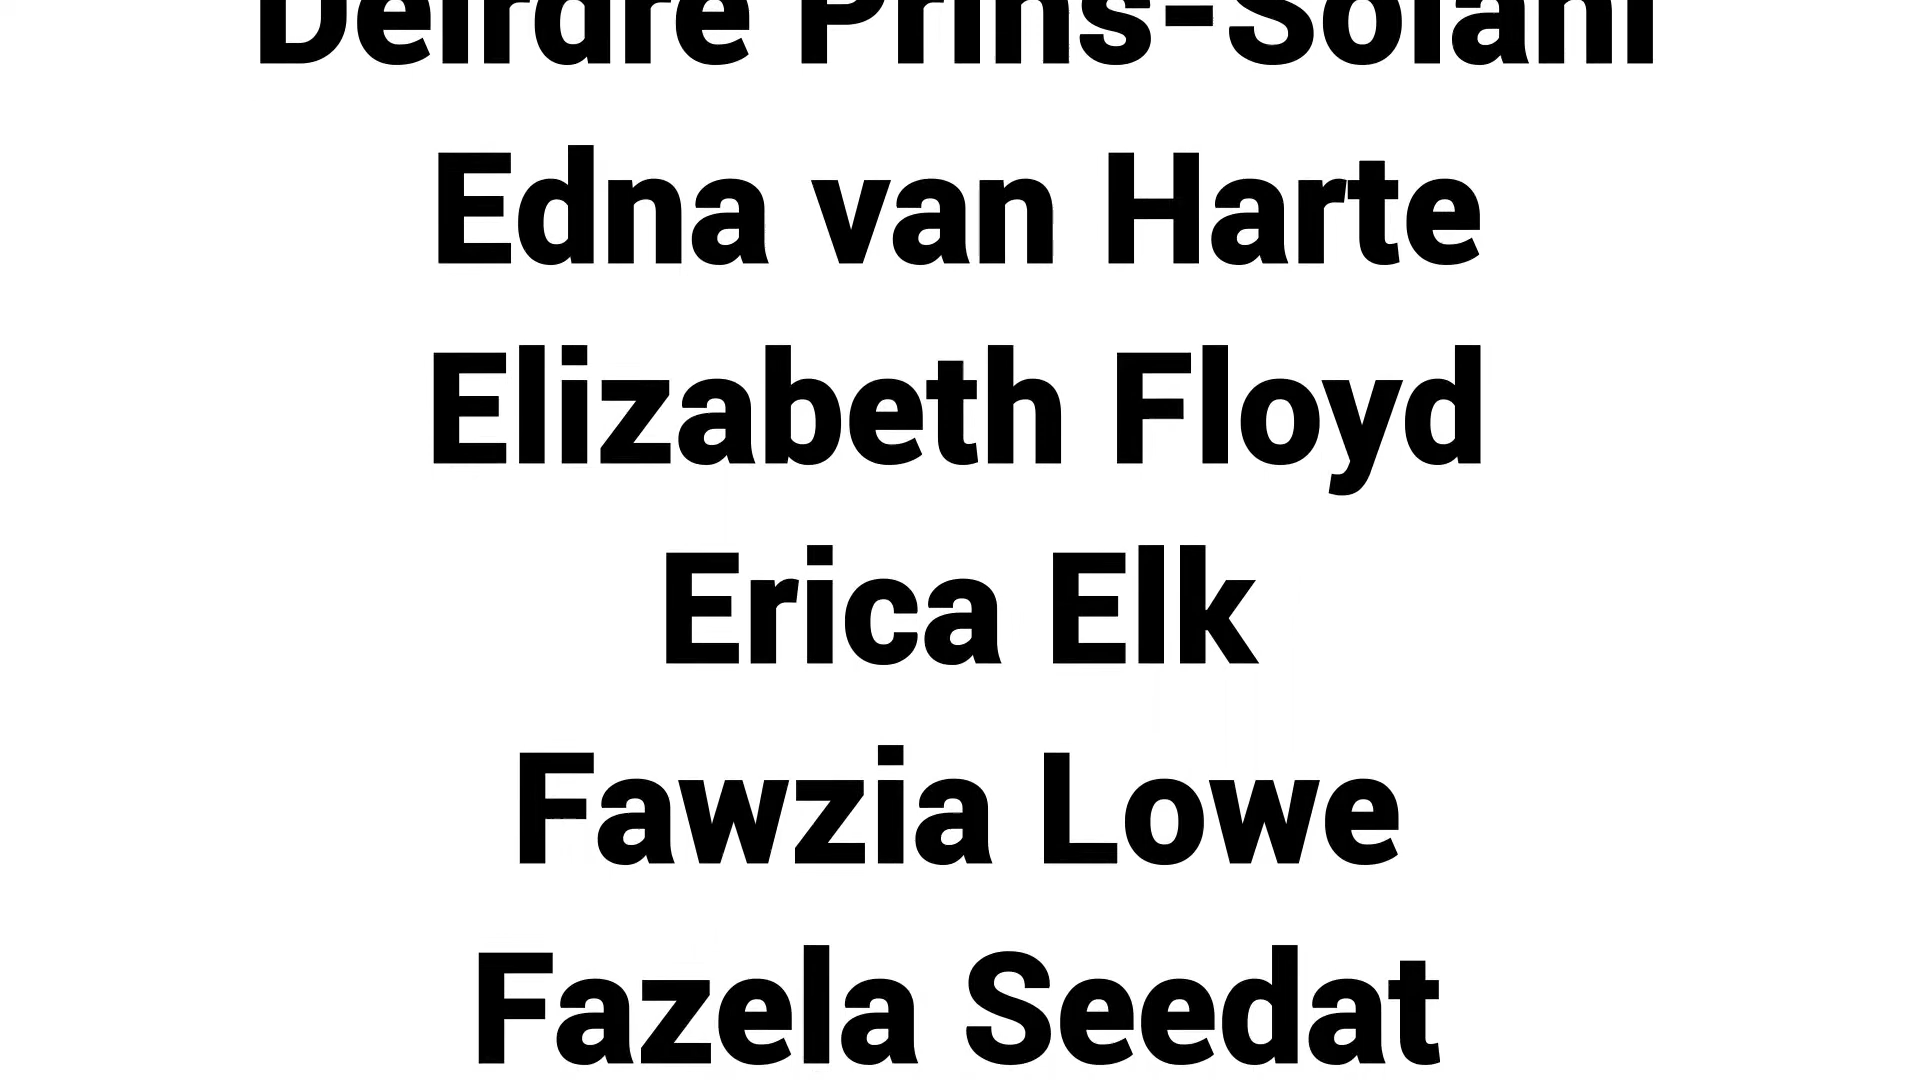 Deirdre Prins-Solani
Edna van Harte
Elizabeth Floyd
Erica Elk
Fawzia Lowe
Fazela Seedat